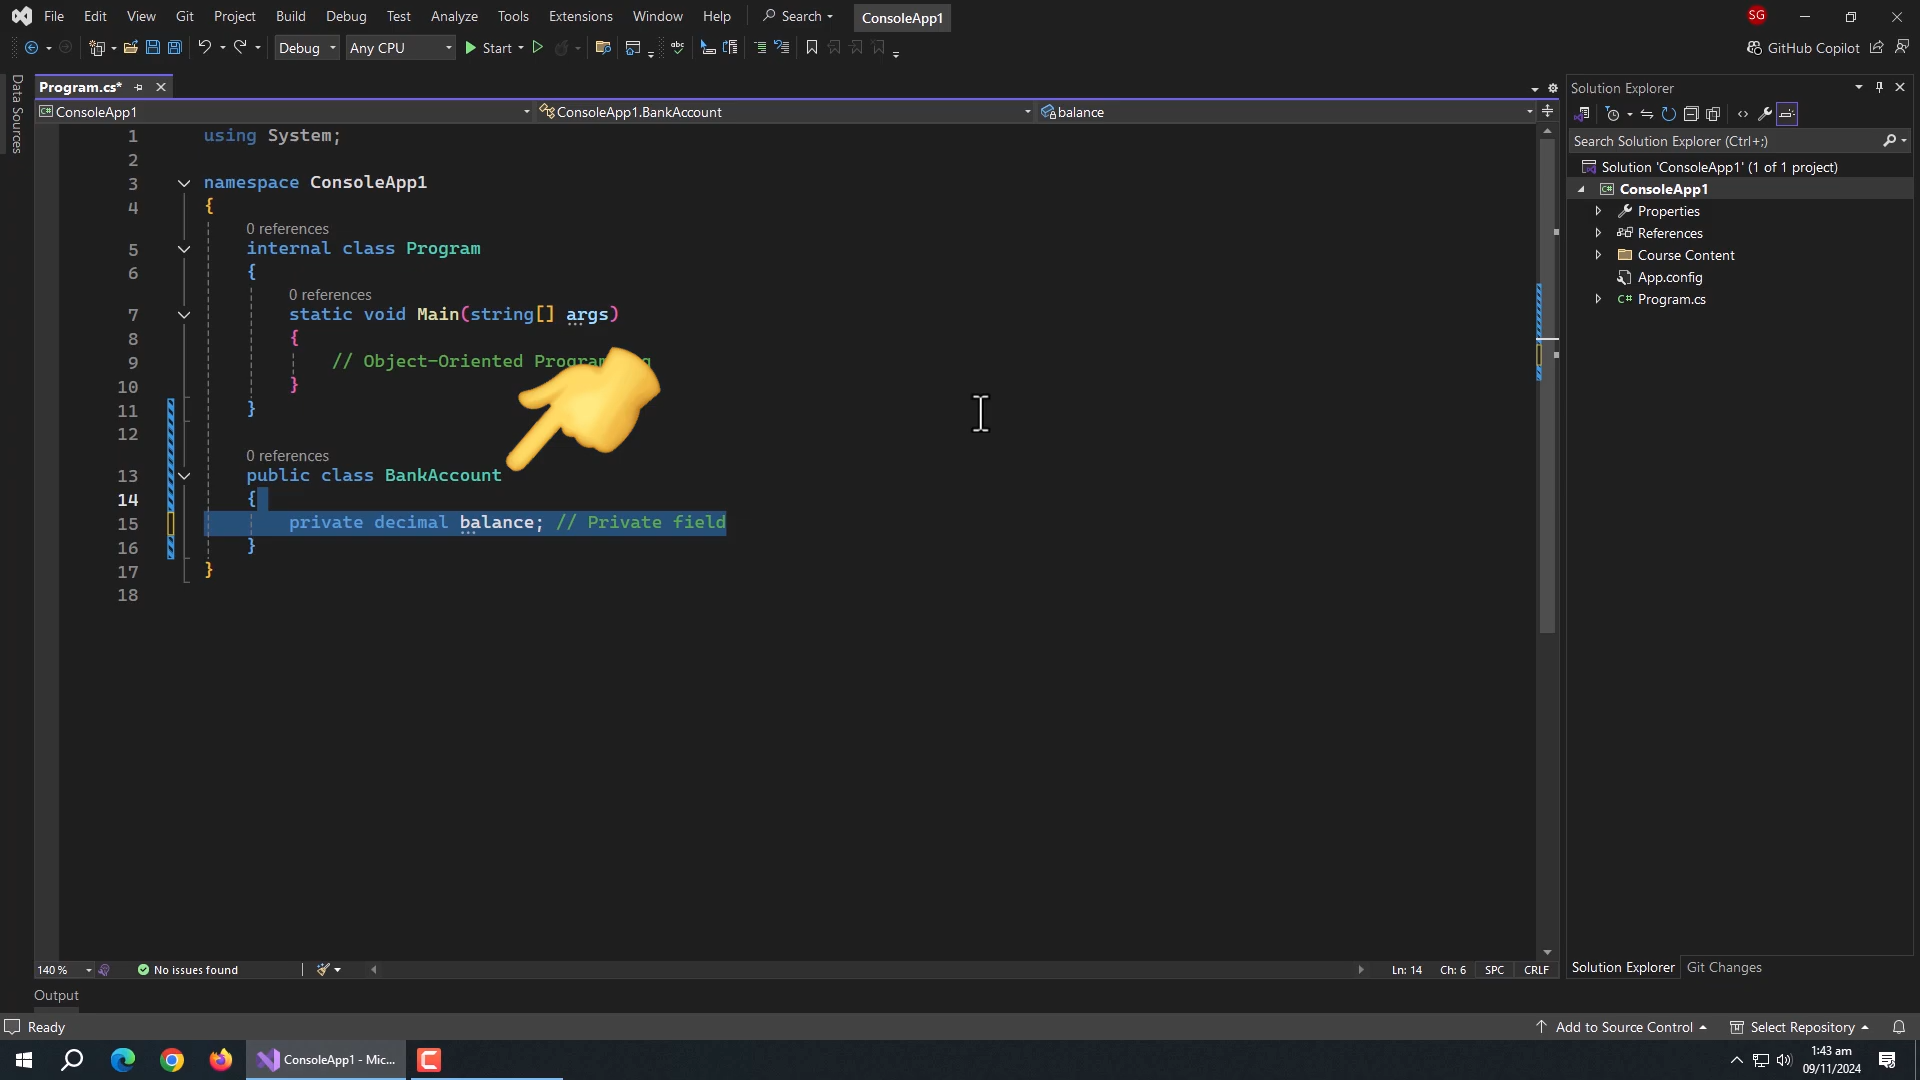 File Edit View Git Project Build Debug Test Analyze Tools Extensions Window Help Search ConsoleApp1 SG
Debug Any CPU Start GitHub Copilot
Data Sources
Program.cs*
ConsoleApp1 ConsoleApp1.BankAccount balance
1 using System;
2
3 namespace ConsoleApp1
4 {
0 references
5 internal class Program
6 {
0 references
7 static void Main(string[] args)
8 {
9 // Object-Oriented
10 }
11 }
12
0 references
13 public class BankAccount
14 {
15 private decimal balance; // Private field
16 }
17 }
18
140 % No issues found Ln: 14 Ch: 6 SPC CRLF
Output
Solution Explorer
Search Solution Explorer (Ctrl+;)
Solution 'ConsoleApp1' (1 of 1 project)
ConsoleApp1
Properties
References
Course Content
App.config
C# Program.cs
Solution Explorer Git Changes
Ready Add to Source Control Select Repository
ConsoleApp1 - Mic...
1:43 am
09/11/2024